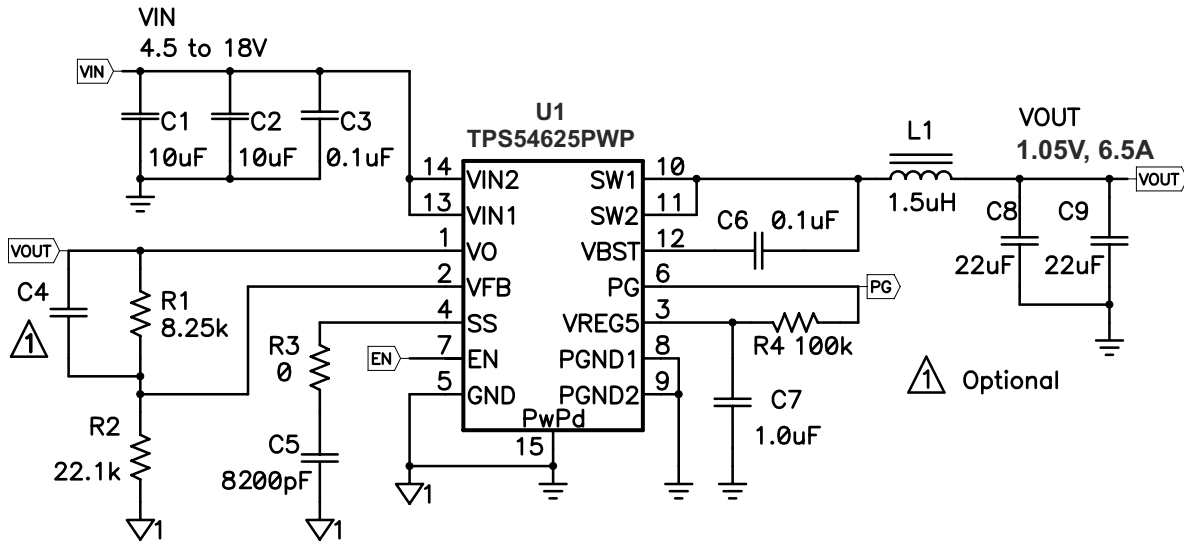 VIN
4.5 to 18V
VIN
C1
10uF
C2
10uF
C3
0.1uF
U1
TPS54625PWP
14 VIN2
13 VIN1
1 VO
2 VFB
4 SS
7 EN
5 GND
PwPd
15
SW1 10
SW2 11
VBST 12
PG 6
VREG5 3
PGND1 8
PGND2 9
VOUT
C4
1
R1
8.25k
R2
22.1k
R3
0
C5
8200pF
EN
1
1
1
C6 0.1uF
L1
1.5uH
VOUT
1.05V, 6.5A
VOUT
C8
22uF
C9
22uF
PG
R4 100k
C7
1.0uF
1 Optional